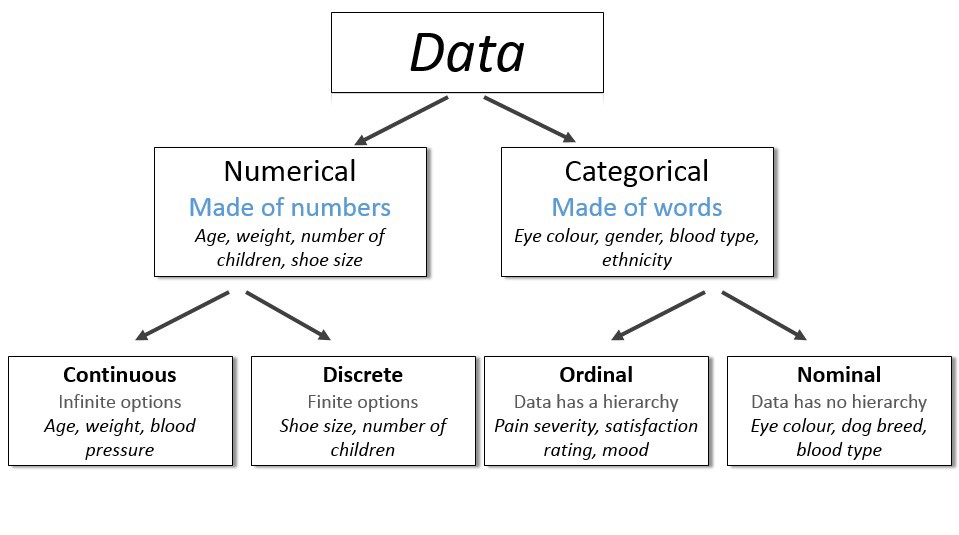 Data
Numerical
Made of numbers
Age, weight, number of
children, shoe size
Categorical
Made of words
Eye colour, gender, blood type,
ethnicity
Continuous
Infinite options
Age, weight, blood
pressure
Discrete
Finite options
Shoe size, number of
children
Ordinal
Data has a hierarchy
Pain severity, satisfaction
rating, mood
Nominal
Data has no hierarchy
Eye colour, dog breed,
blood type